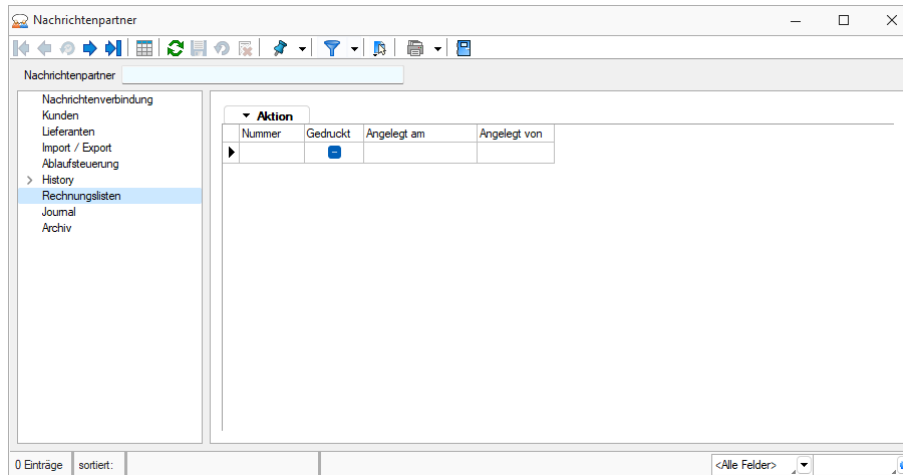 Nachrichtenpartner
Nachrichtenpartner
Nachrichtenverbindung
Kunden
Lieferanten
Import / Export
Ablaufsteuerung
History
Rechnungslisten
Journal
Archiv
Aktion
Nummer Gedruckt Angelegt am Angelegt von
0 Einträge sortiert: <Alle Felder>